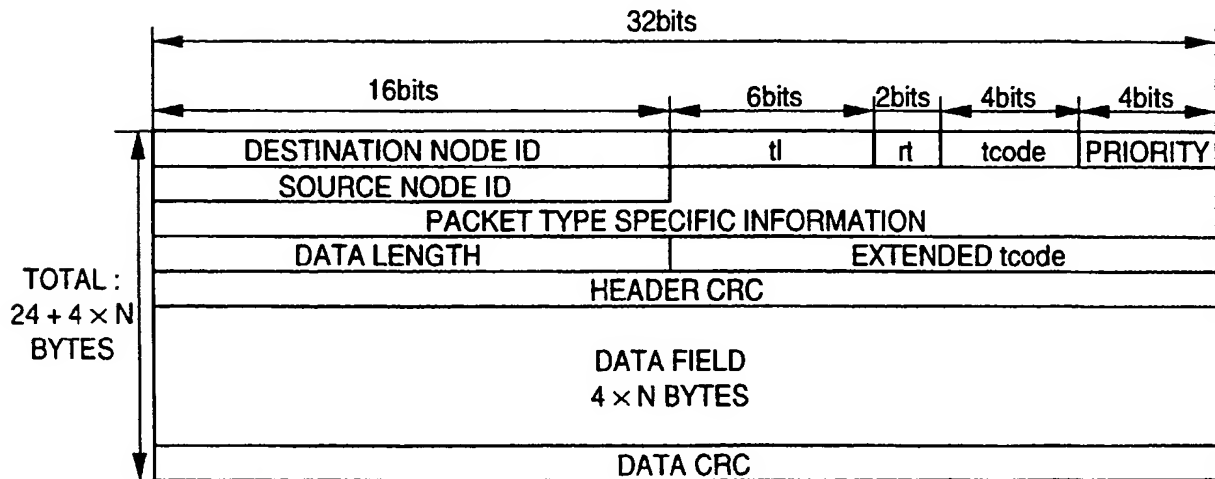 32bits
16bits 6bits 2bits 4bits 4bits
DESTINATION NODE ID tl rt tcode PRIORITY
SOURCE NODE ID
PACKET TYPE SPECIFIC INFORMATION
DATA LENGTH EXTENDED tcode
HEADER CRC
TOTAL :
24 + 4 × N
BYTES
DATA FIELD
4 × N BYTES
DATA CRC